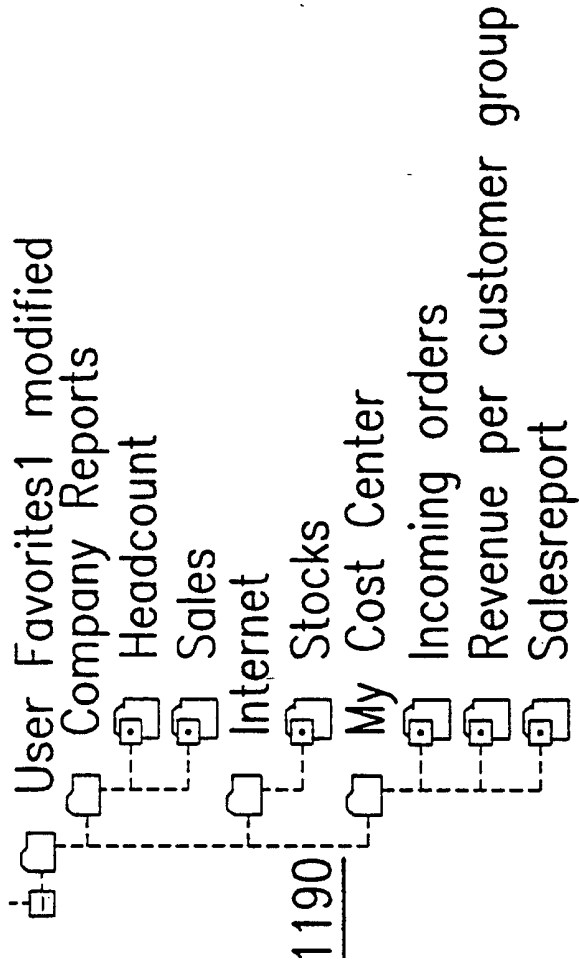 User Favorites1 modified
Company Reports
Headcount
Sales
Internet
Stocks
My Cost Center
Incoming orders
Revenue per customer group
Salesreport
1190